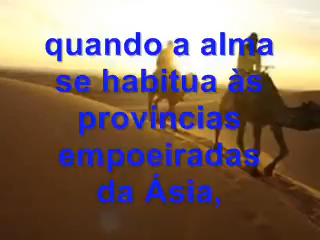 quando a alma
se habitua às
províncias
empoeiradas
da Ásia,